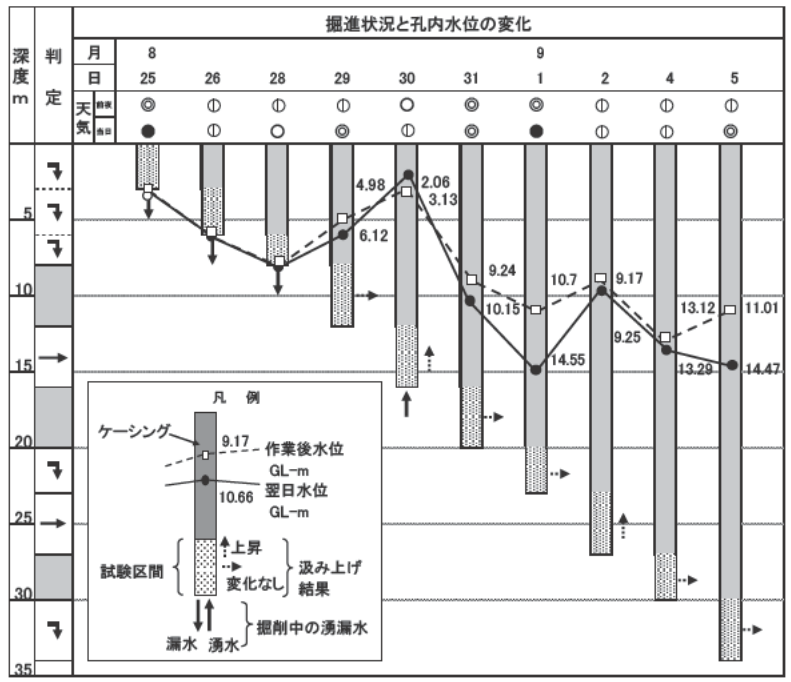 掘進状況と孔内水位の変化
深度m
判定
月 8 9
日 25 26 28 29 30 31 1 2 4 5
天気
前夜 ◎ ⦶ ⦶ ⦶ ○ ◎ ◎ ⦶ ⦶ ⦶
当日 ● ⦶ ○ ◎ ⦶ ◎ ● ⦶ ⦶ ◎
5
10
15
20
25
30
35
4.98
6.12
2.06
3.13
9.24
10.15
10.7
14.55
9.17
9.25
13.12
13.29
11.01
14.47
凡 例
ケーシング
9.17
作業後水位
GL-m
10.66
翌日水位
GL-m
試験区間
上昇
変化なし
汲み上げ
結果
漏水 湧水
掘削中の湧漏水